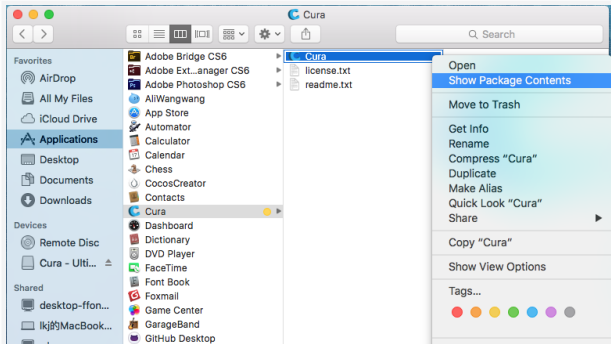 Cura
Search
Favorites
AirDrop
All My Files
iCloud Drive
Applications
Desktop
Documents
Downloads
Devices
Remote Disc
Cura - Ulti...
Shared
desktop-ffon...
lkj的MacBook...
Adobe Bridge CS6
Adobe Ext...anager CS6
Adobe Photoshop CS6
AliWangwang
App Store
Automator
Calculator
Calendar
Chess
CocosCreator
Contacts
Cura
Dashboard
Dictionary
DVD Player
FaceTime
Font Book
Foxmail
Game Center
GarageBand
GitHub Desktop
Cura
license.txt
readme.txt
Open
Show Package Contents
Move to Trash
Get Info
Rename
Compress “Cura”
Duplicate
Make Alias
Quick Look “Cura”
Share
Copy “Cura”
Show View Options
Tags...